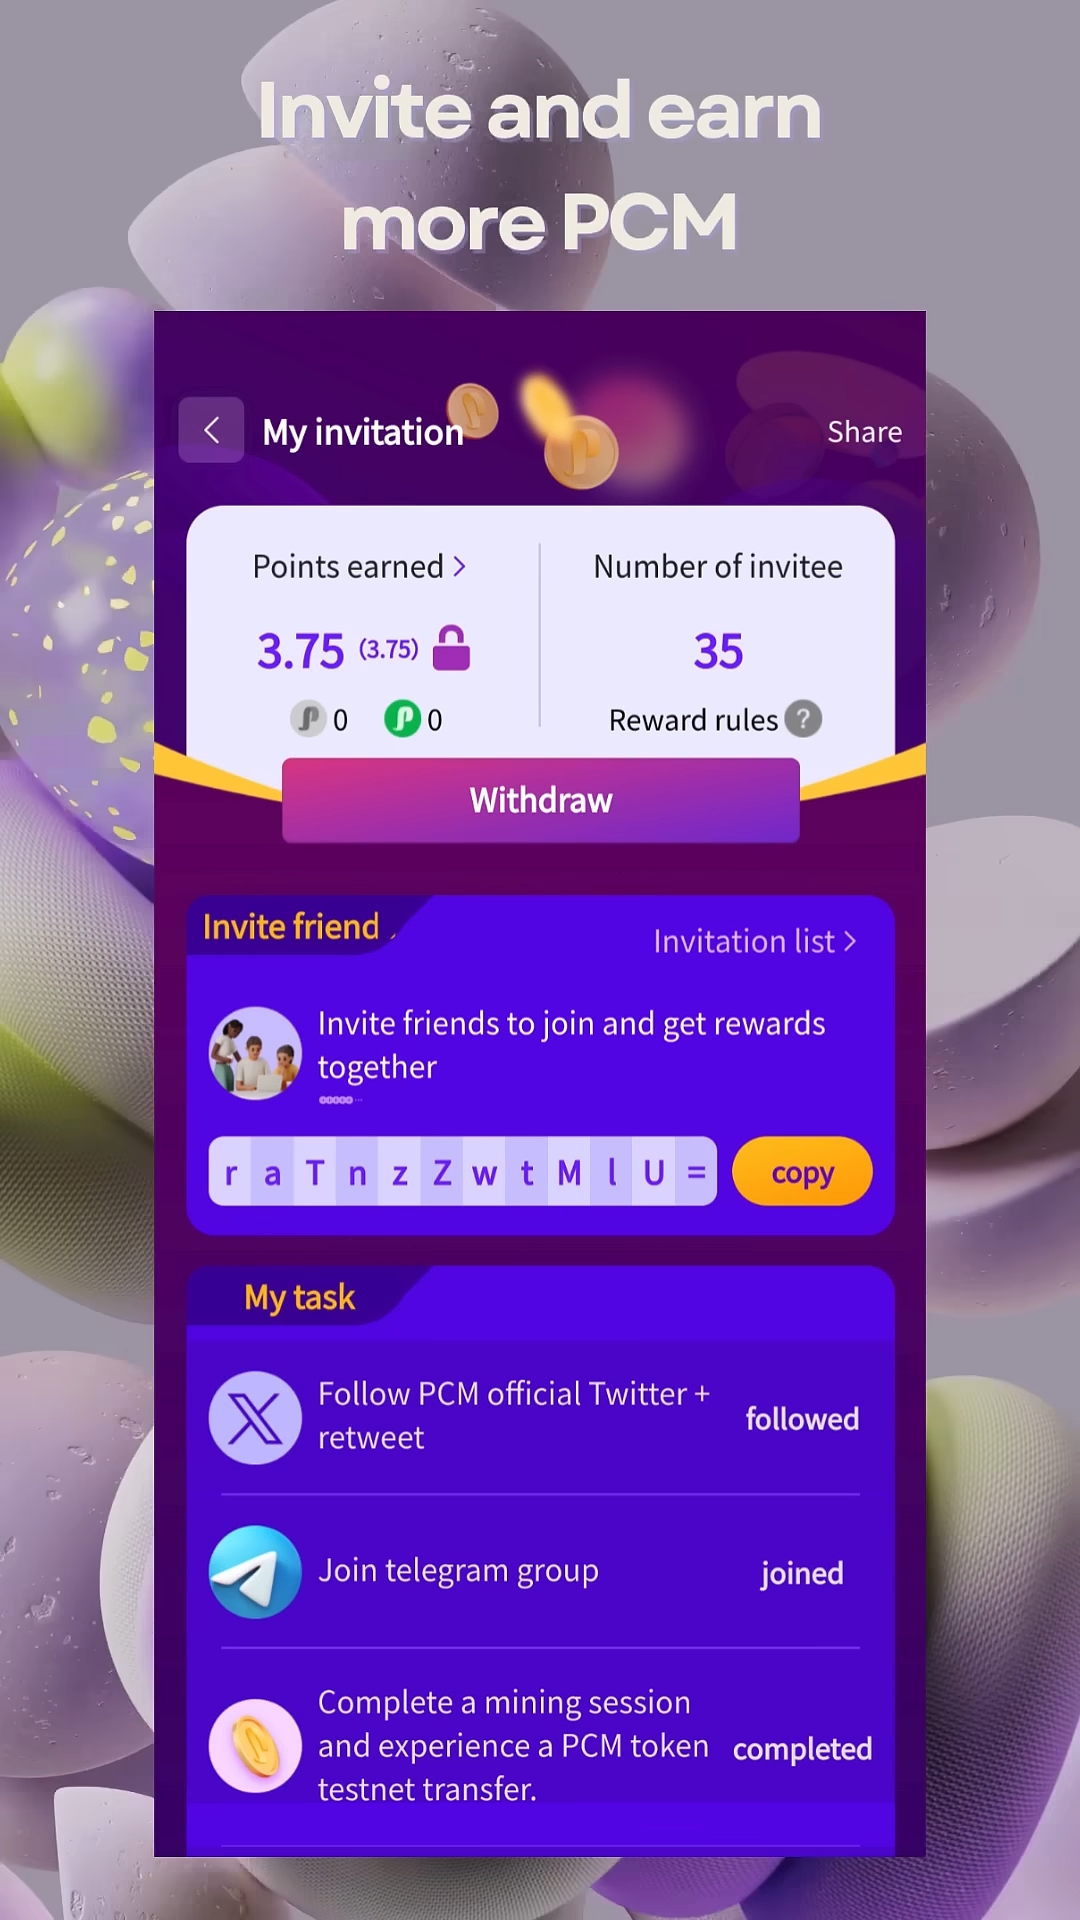 Invite and earn
more PCM
My invitation
Share
Points earned
Number of invitee
3.75 (3.75)
35
0
0
Reward rules ?
Withdraw
Invite friend
Invitation list
Invite friends to join and get rewards
together
r a T n z Z w t M l U =
copy
My task
Follow PCM official Twitter +
retweet
followed
Join telegram group
joined
Complete a mining session
and experience a PCM token
testnet transfer.
completed